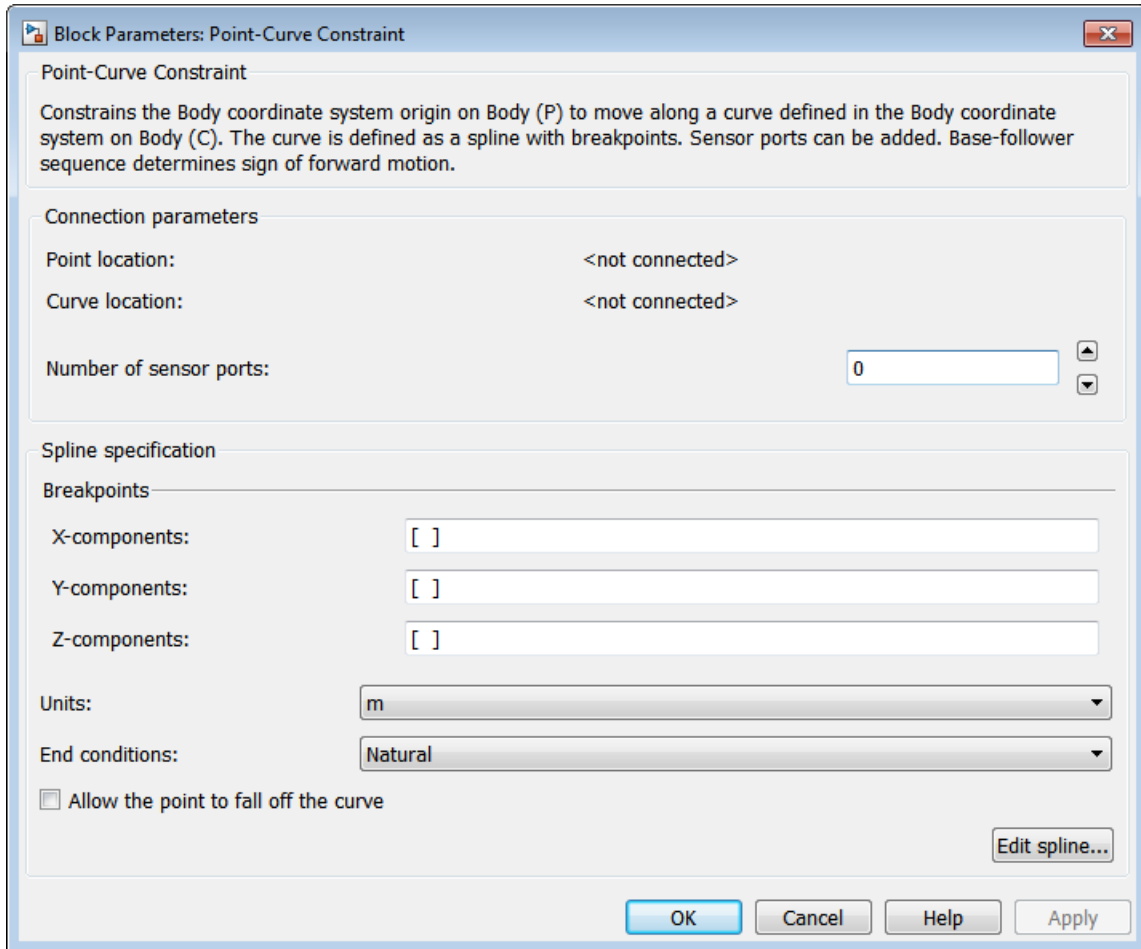 Block Parameters: Point-Curve Constraint
Point-Curve Constraint
Constrains the Body coordinate system origin on Body (P) to move along a curve defined in the Body coordinate
system on Body (C). The curve is defined as a spline with breakpoints. Sensor ports can be added. Base-follower
sequence determines sign of forward motion.
Connection parameters
Point location: <not connected>
Curve location: <not connected>
Number of sensor ports: 0
Spline specification
Breakpoints
X-components: [ ]
Y-components: [ ]
Z-components: [ ]
Units: m
End conditions: Natural
Allow the point to fall off the curve
Edit spline...
OK Cancel Help Apply